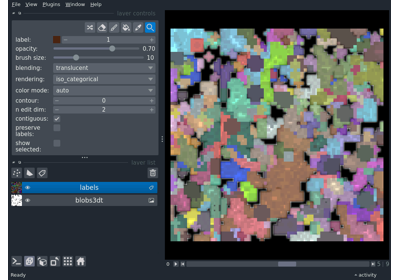 File View Plugins Window Help
layer controls
label: 1
opacity: 0.70
brush size: 10
blending: translucent
rendering: iso_categorical
color mode: auto
contour: 0
n edit dim: 2
contiguous:
preserve
labels:
show
selected:
layer list
labels
blobs3dt
Ready
activity